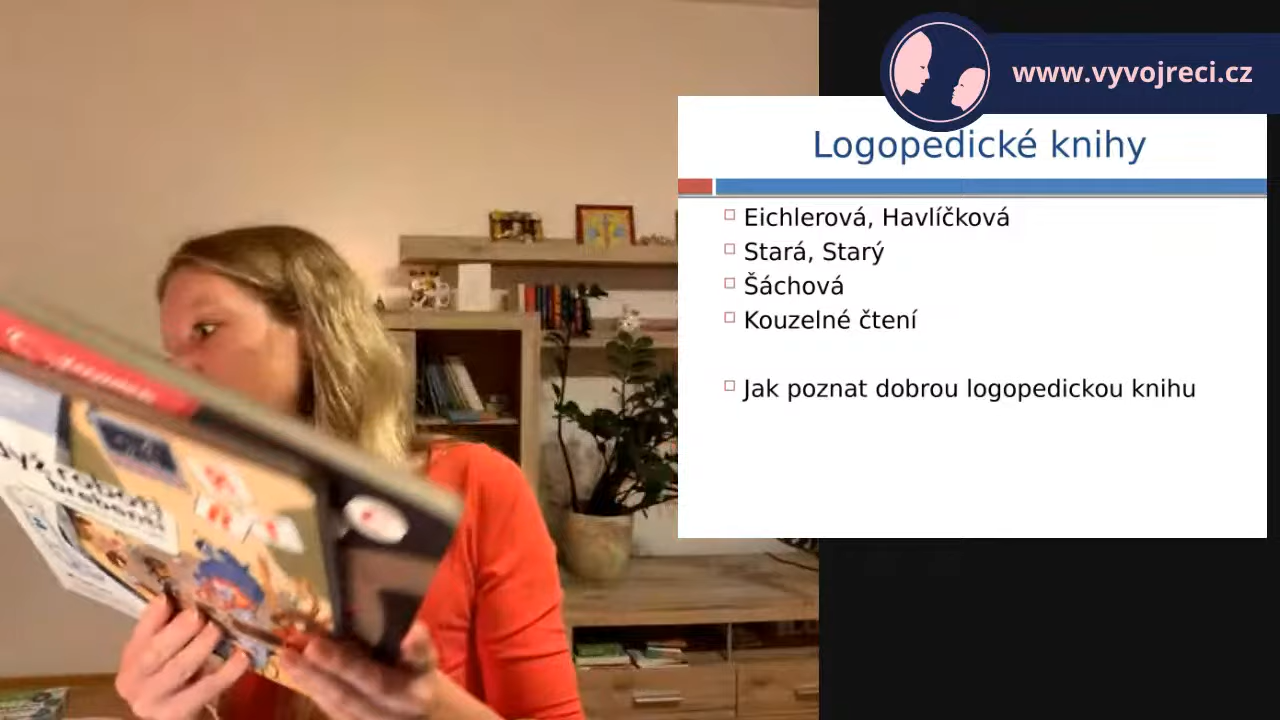 www.vyvojreci.cz
Logopedické knihy
Eichlerová, Havlíčková
Stará, Starý
Šáchová
Kouzelné čtení
Jak poznat dobrou logopedickou knihu